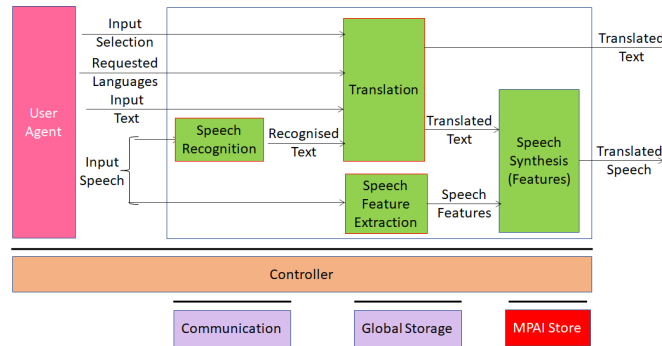 Input
Selection
Requested
Languages
Input
Text
User
Agent
Input
Speech
Speech
Recognition
Recognised
Text
Translation
Speech
Feature
Extraction
Translated
Text
Speech
Features
Speech
Synthesis
(Features)
Translated
Text
Translated
Speech
Controller
Communication
Global Storage
MPAI Store